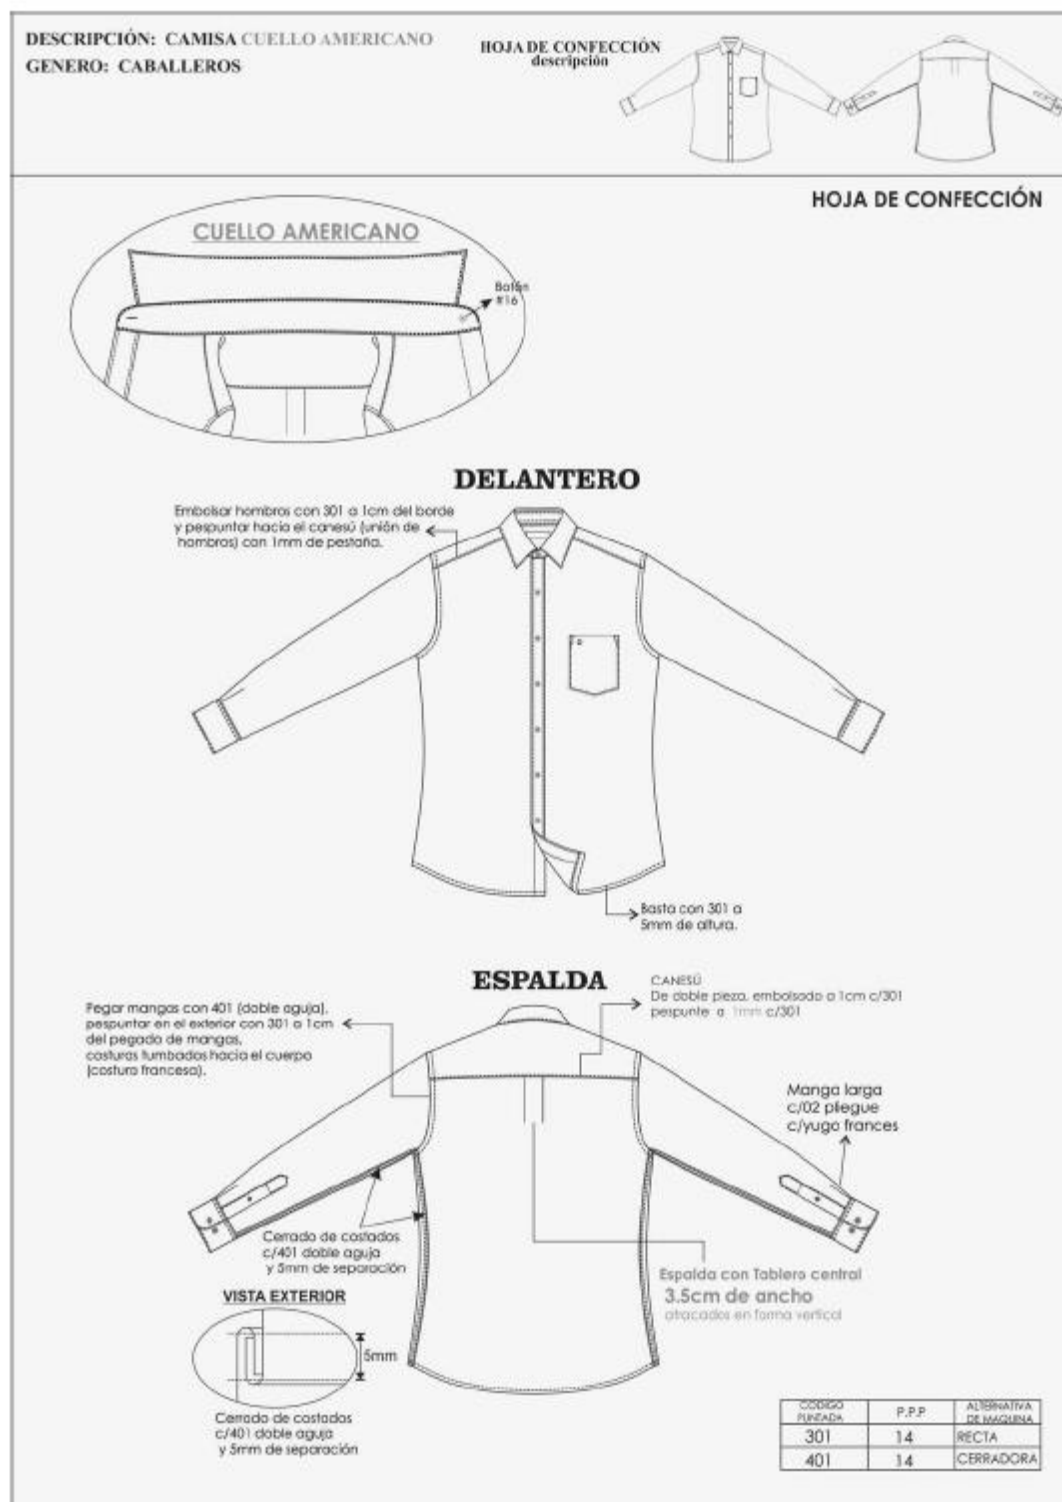 DESCRIPCIÓN: CAMISA CUELLO AMERICANO
GENERO: CABALLEROS
HOJA DE CONFECCIÓN
descripción
HOJA DE CONFECCIÓN
CUELLO AMERICANO
Botón
#16
DELANTERO
Embolsar hombros con 301 a 1cm del borde
y pespuntar hacia el canesú (unión de
hombros) con 1mm de pestaña.
Basta con 301 a
5mm de altura.
ESPALDA
CANESÚ
De doble pieza, embolsado a 1cm c/301
pespunte a 1mm c/301
Pegar mangas con 401 (doble aguja),
pespuntar en el exterior con 301 a 1cm
del pegado de mangas,
costuras tumbados hacia el cuerpo
(costura francesa).
Manga larga
c/02 pliegue
c/yugo frances
Cerrado de costados
c/401 doble aguja
y 5mm de separación
Espalda con Tablero central
3.5cm de ancho
atracados en forma vertical
VISTA EXTERIOR
5mm
Cerrado de costados
c/401 doble aguja
y 5mm de separación
CODIGO PUNTADA P.P.P ALTERNATIVA DE MAQUINA
301 14 RECTA
401 14 CERRADORA